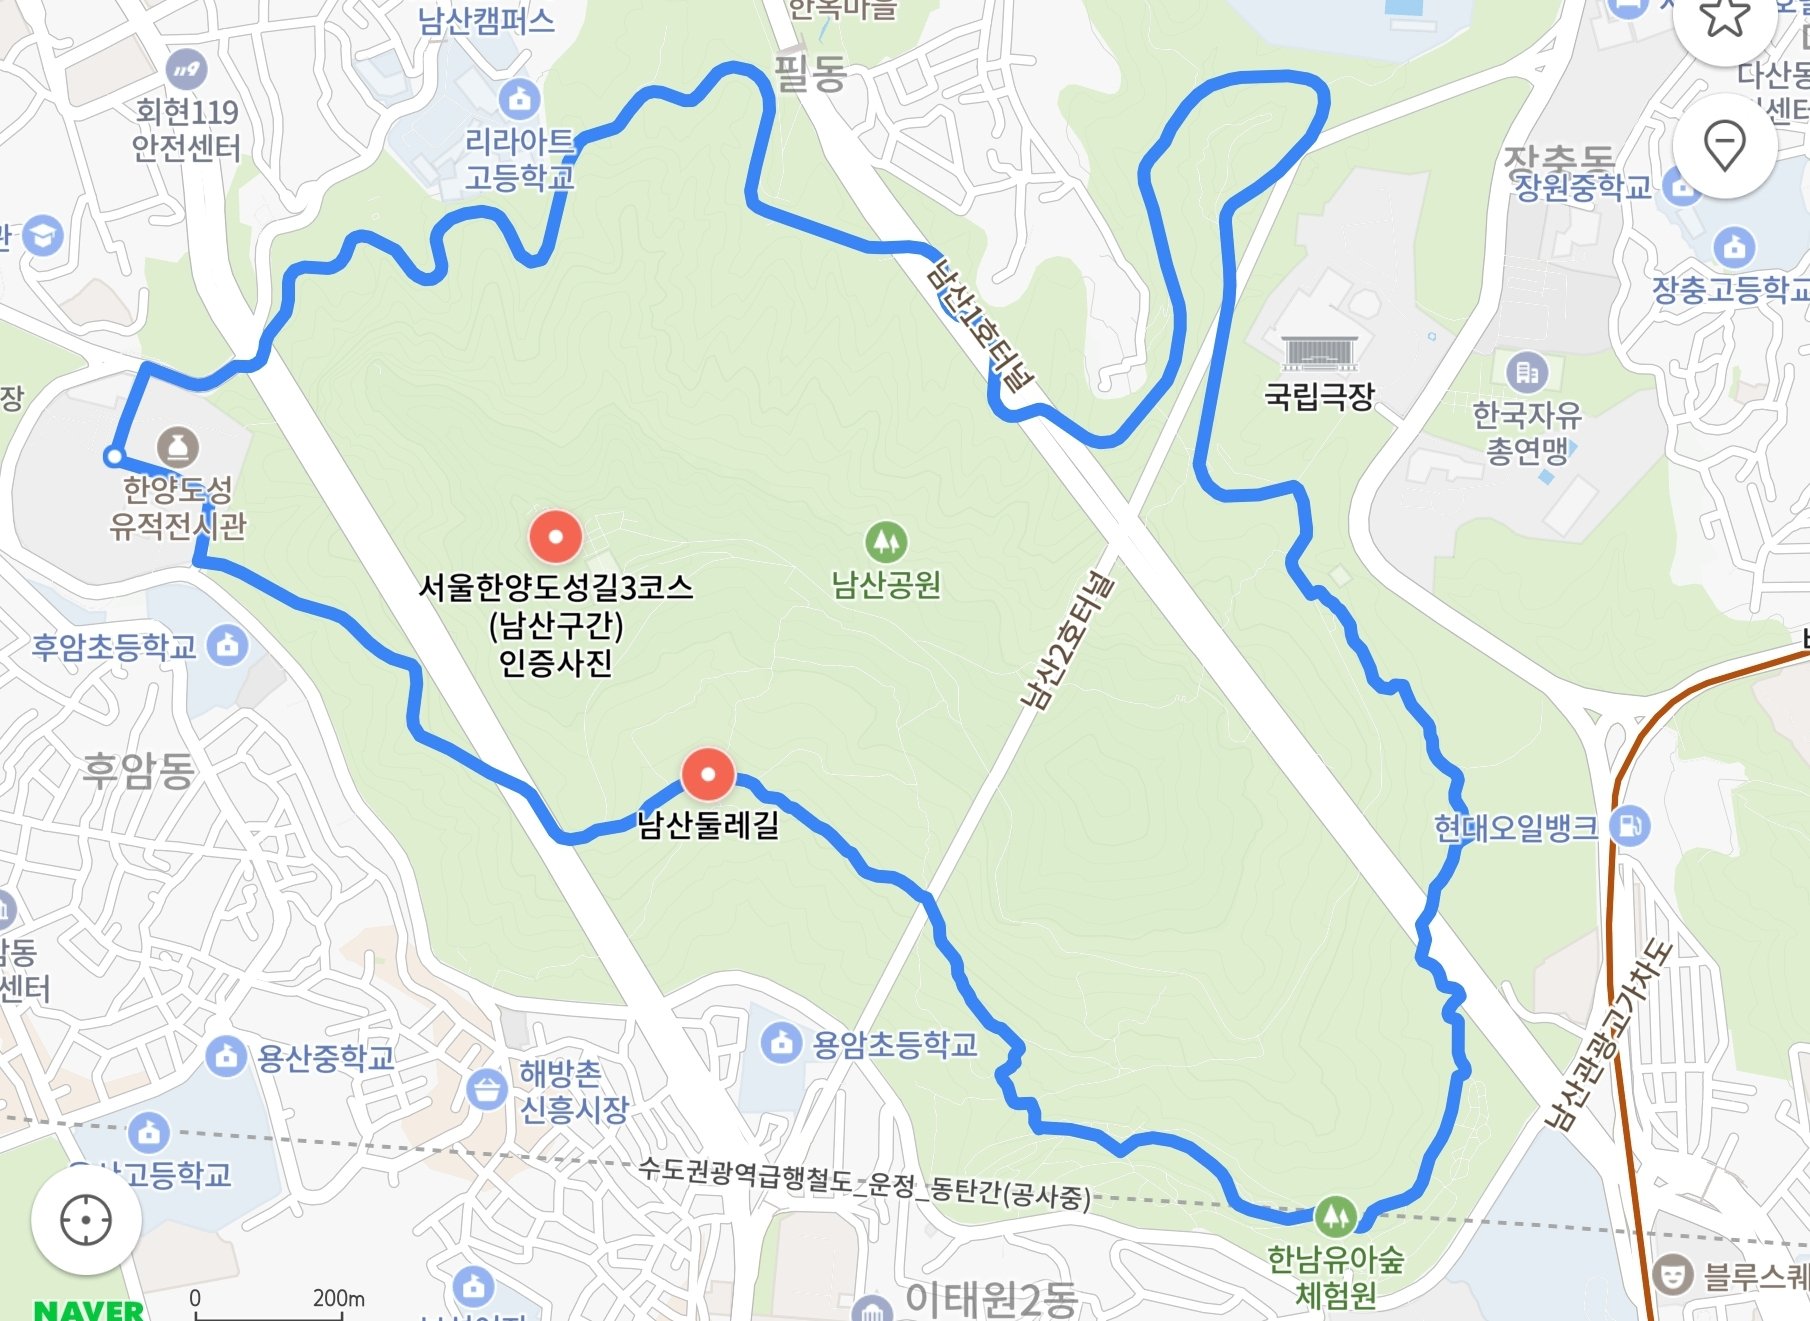 남산캠퍼스
한옥마을
회현119
안전센터
리라아트
고등학교
필동
다산동
장충동
장원중학교
장충고등학교
남산1호터널
국립극장
한국자유
총연맹
장
관
한양도성
유적전시관
서울한양도성길3코스
(남산구간)
인증사진
남산공원
남산2호터널
후암초등학교
후암동
남산둘레길
현대오일뱅크
암동
센터
남산관광고가차도
용암초등학교
용산중학교
해방촌
신흥시장
용산고등학교
수도권광역급행철도_운정_동탄간(공사중)
한남유아숲
체험원
블루스퀘
이태원2동
NAVER
0 200m